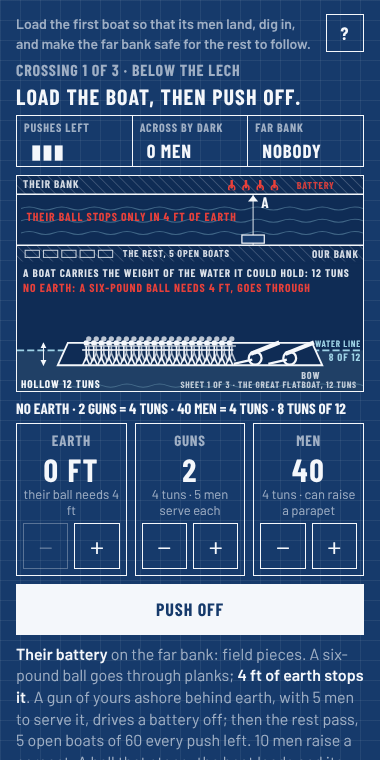 Load the first boat so that its men land, dig in,
and make the far bank safe for the rest to follow.
?
CROSSING 1 OF 3 · BELOW THE LECH
LOAD THE BOAT, THEN PUSH OFF.
PUSHES LEFT
ACROSS BY DARK
0 MEN
FAR BANK
NOBODY
THEIR BANK
BATTERY
A
THEIR BALL STOPS ONLY IN 4 FT OF EARTH
THE REST, 5 OPEN BOATS
OUR BANK
A BOAT CARRIES THE WEIGHT OF THE WATER IT COULD HOLD: 12 TUNS
NO EARTH: A SIX-POUND BALL NEEDS 4 FT, GOES THROUGH
WATER LINE
8 OF 12
BOW
HOLLOW 12 TUNS
SHEET 1 OF 3 · THE GREAT FLATBOAT, 12 TUNS
NO EARTH · 2 GUNS = 4 TUNS · 40 MEN = 4 TUNS · 8 TUNS OF 12
EARTH
0 FT
their ball needs 4
ft
−
+
GUNS
2
4 tuns · 5 men
serve each
−
+
MEN
40
4 tuns · can raise
a parapet
−
+
PUSH OFF
Their battery on the far bank: field pieces. A six-
pound ball goes through planks; 4 ft of earth stops
it. A gun of yours ashore behind earth, with 5 men
to serve it, drives a battery off; then the rest pass,
5 open boats of 60 every push left. 10 men raise a